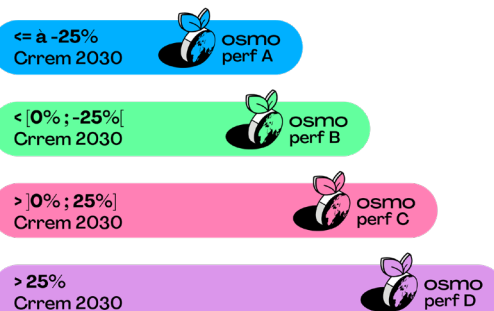 <= à -25%
Crrem 2030
osmo
perf A
< [0% ; -25%[
Crrem 2030
osmo
perf B
> ]0% ; 25%]
Crrem 2030
osmo
perf C
> 25%
Crrem 2030
osmo
perf D